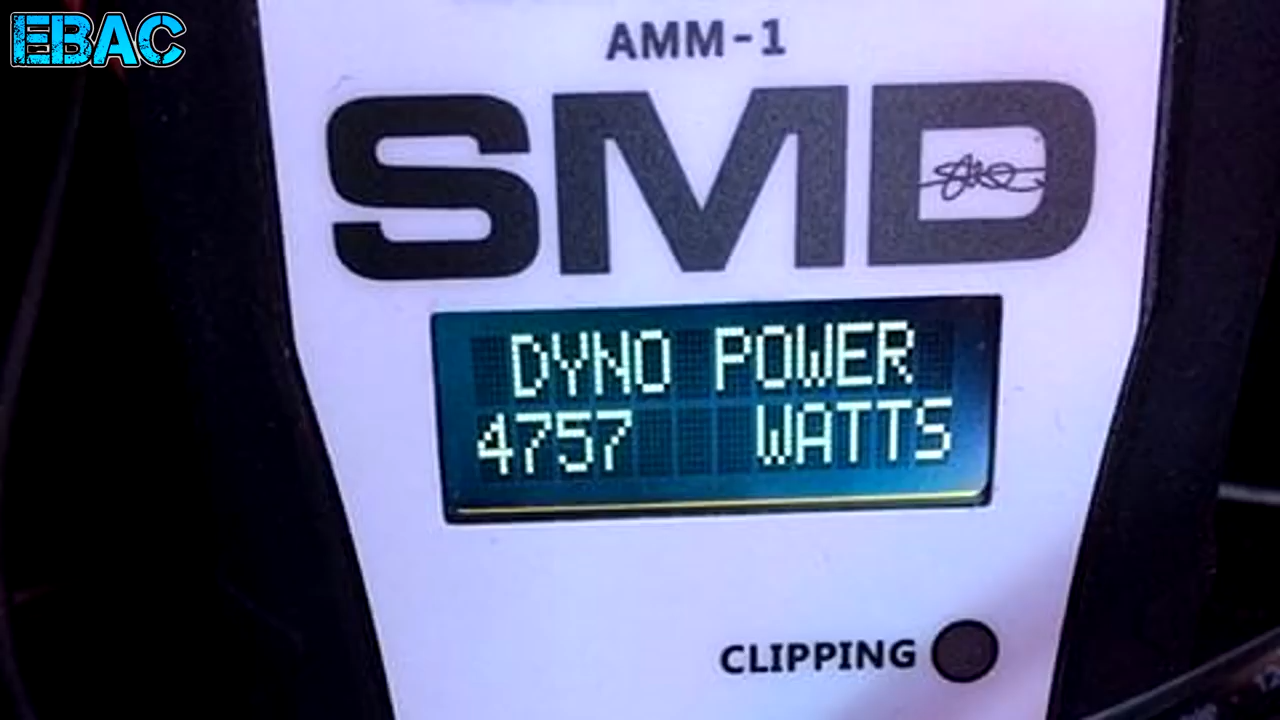 EBAC
AMM-1
SMD
DYNO POWER
4757 WATTS
CLIPPING